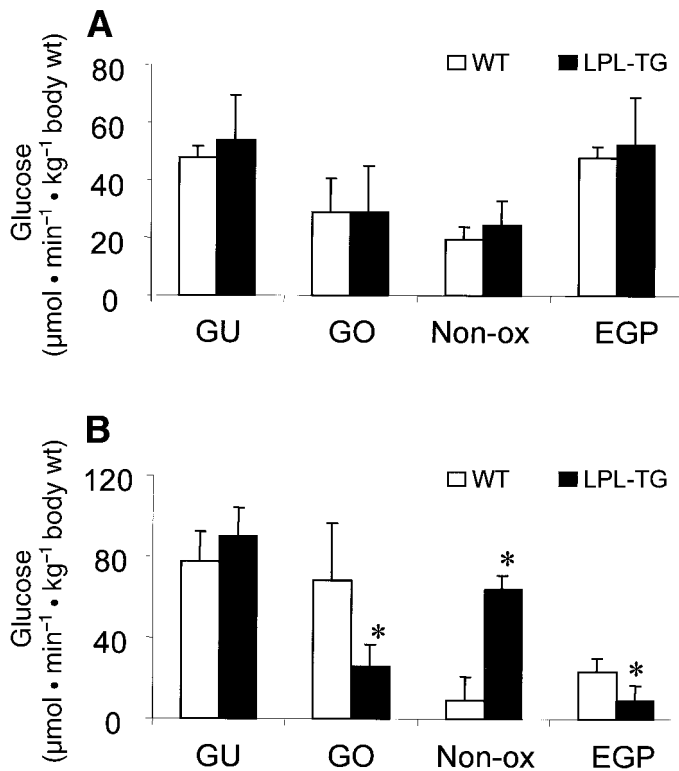 A
WT LPL-TG
Glucose
(µmol • min⁻¹ • kg⁻¹ body wt)
80
60
40
20
0
GU GO Non-ox EGP
B
WT LPL-TG
Glucose
(µmol • min⁻¹ • kg⁻¹ body wt)
120
80
40
0
* * *
GU GO Non-ox EGP